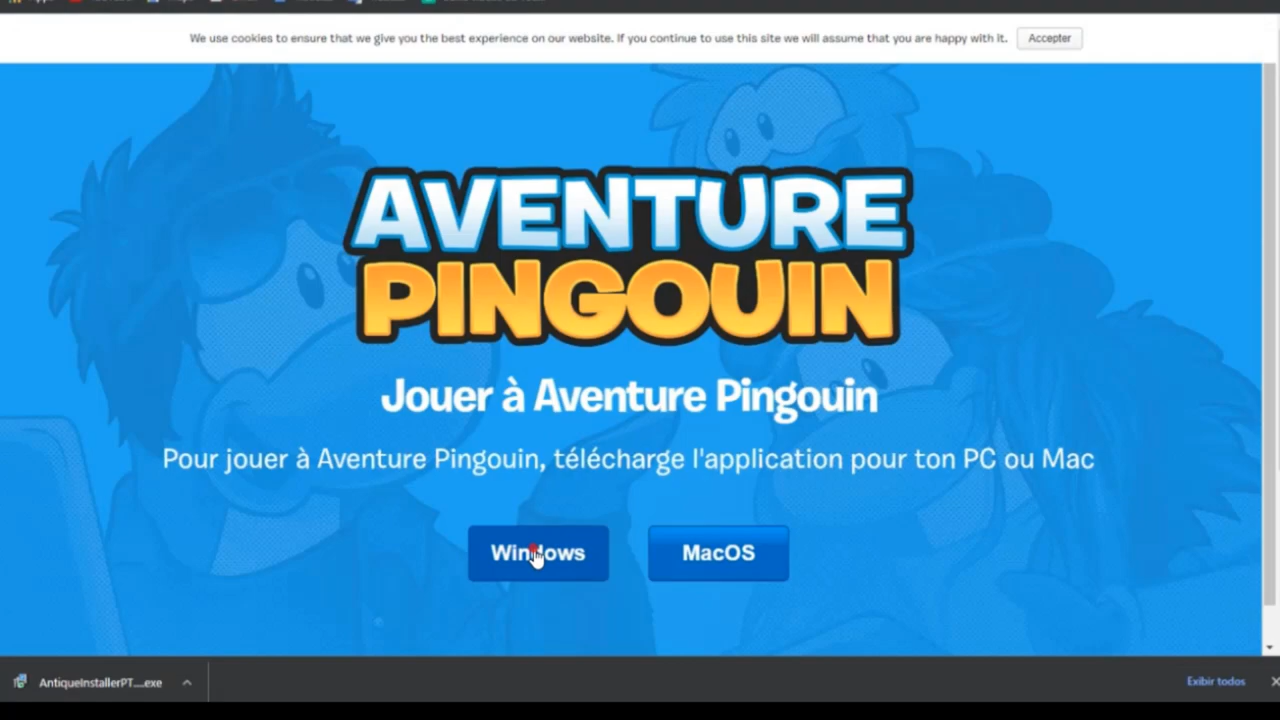 We use cookies to ensure that we give you the best experience on our website. If you continue to use this site we will assume that you are happy with it. Accepter
AVENTURE
PINGOUIN
Jouer à Aventure Pingouin
Pour jouer à Aventure Pingouin, télécharge l'application pour ton PC ou Mac
Windows MacOS
AntiqueInstallerPT....exe Exibir todos